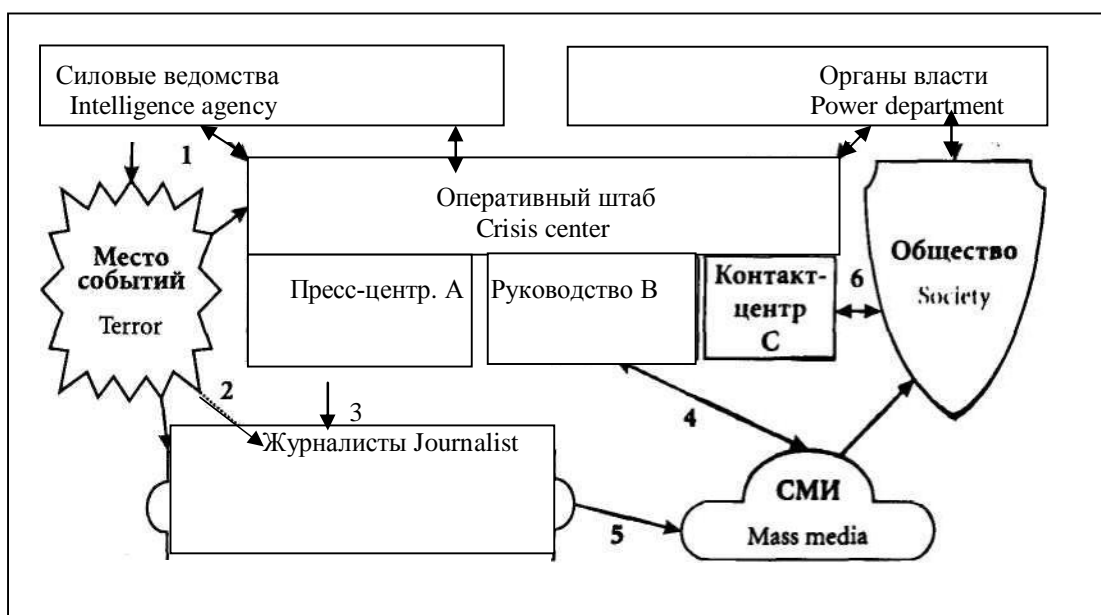 Силовые ведомства
Intelligence agency
Органы власти
Power department
1
Оперативный штаб
Crisis center
Место
событий
Terror
Пресс-центр. А
Руководство В
Контакт-
центр
С
6
Общество
Society
2
3
4
Журналисты Journalist
5
СМИ
Mass media